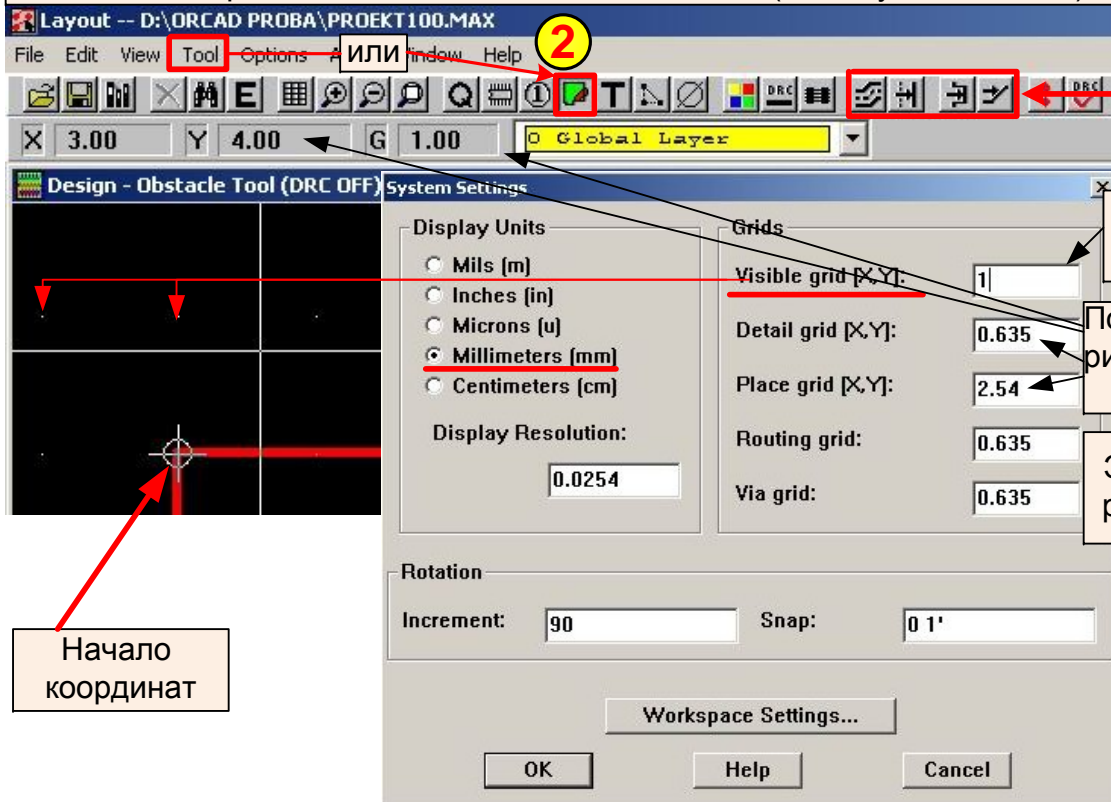 Layout -- D:\ORCAD PROBA\PROEKT100.MAX
File Edit View Tool Options Window Help
или
2
X 3.00 Y 4.00 G 1.00 0 Global Layer
Design - Obstacle Tool (DRC OFF)
System Settings
Display Units
Mils (m)
Inches (in)
Microns (u)
Millimeters (mm)
Centimeters (cm)
Display Resolution:
0.0254
Grids
Visible grid [X,Y]: 1
Detail grid [X,Y]: 0.635
Place grid [X,Y]: 2.54
Routing grid: 0.635
Via grid: 0.635
Rotation
Increment: 90 Snap: 0 1'
Workspace Settings...
OK Help Cancel
Начало
координат